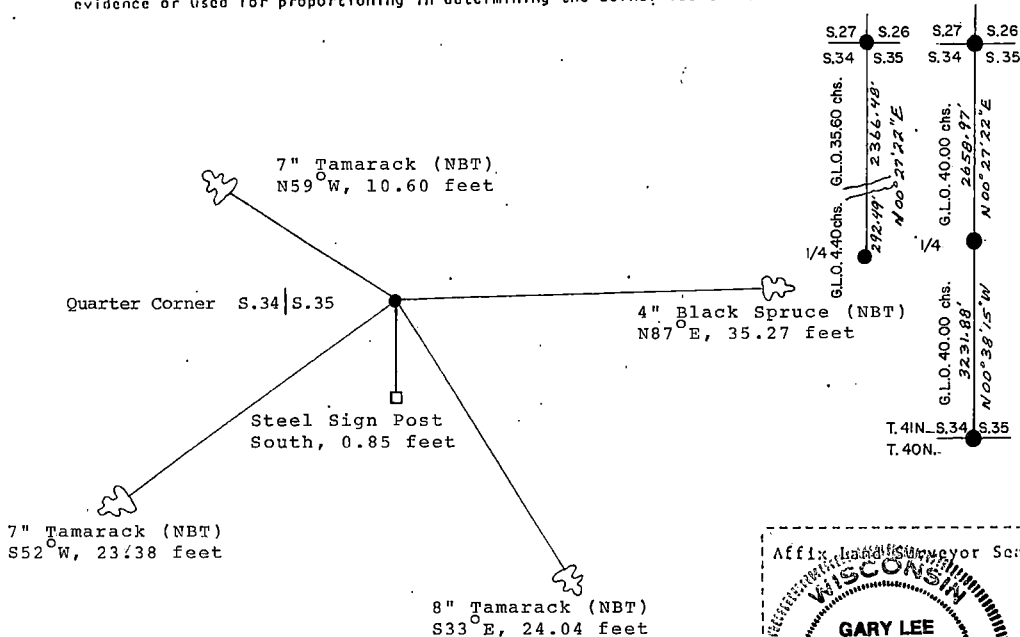 evidence or used for proportioning in determining the
S.27 S.26
S.34 S.35
G.L.O. 35.60 chs.
2366.48'
N 00°27'22"E
G.L.O. 4.40 chs.
292.49'
1/4
S.27 S.26
S.34 S.35
G.L.O. 40.00 chs.
2658.97'
N 00°27'22"E
1/4
G.L.O. 40.00 chs.
3231.88'
N 00°38'15"W
T. 41N. S.34 S.35
T. 40N.
7" Tamarack (NBT)
N59°W, 10.60 feet
Quarter Corner S.34 S.35
4" Black Spruce (NBT)
N87°E, 35.27 feet
Steel Sign Post
South, 0.85 feet
7" Tamarack (NBT)
S52°W, 23.38 feet
8" Tamarack (NBT)
S33°E, 24.04 feet
Affix Land Surveyor
WISCONSIN
GARY LEE